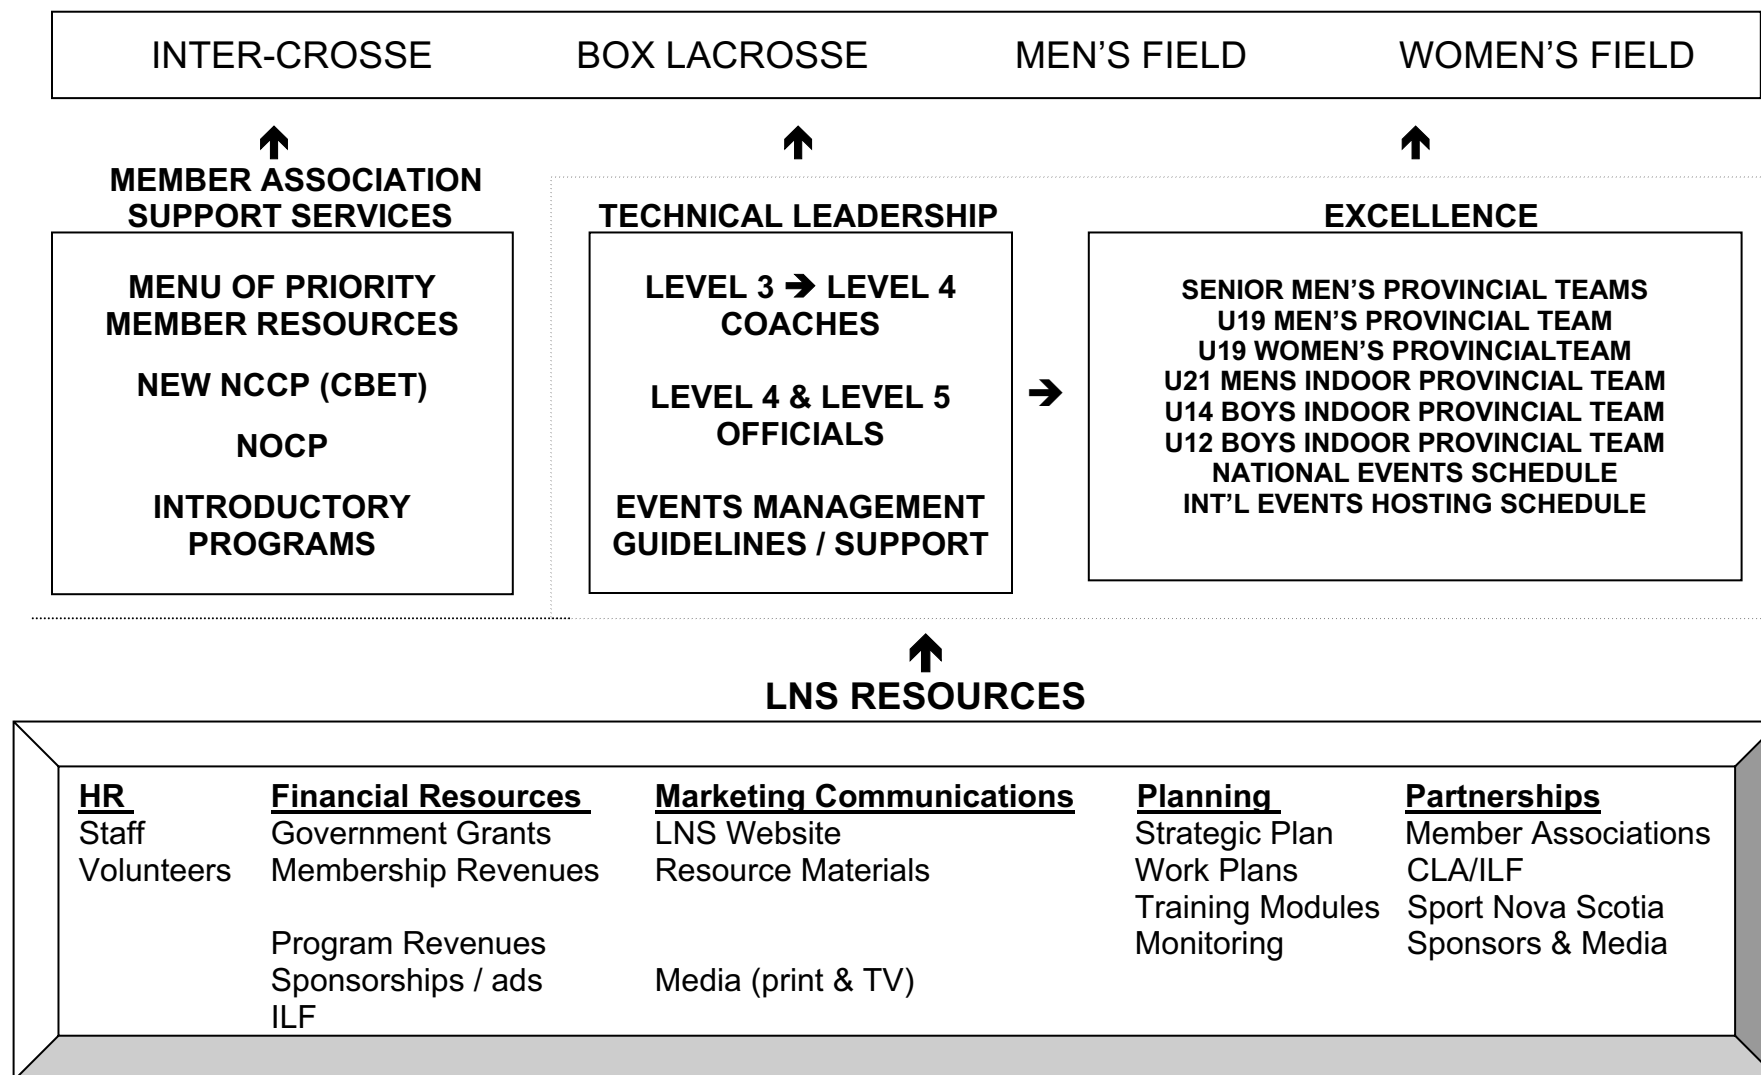 INTER-CROSSE BOX LACROSSE MEN'S FIELD WOMEN'S FIELD
MEMBER ASSOCIATION
SUPPORT SERVICES
MENU OF PRIORITY
MEMBER RESOURCES
NEW NCCP (CBET)
NOCP
INTRODUCTORY
PROGRAMS
TECHNICAL LEADERSHIP
LEVEL 3 ➔ LEVEL 4
COACHES
LEVEL 4 & LEVEL 5
OFFICIALS
EVENTS MANAGEMENT
GUIDELINES / SUPPORT
EXCELLENCE
SENIOR MEN'S PROVINCIAL TEAMS
U19 MEN'S PROVINCIAL TEAM
U19 WOMEN'S PROVINCIALTEAM
U21 MENS INDOOR PROVINCIAL TEAM
U14 BOYS INDOOR PROVINCIAL TEAM
U12 BOYS INDOOR PROVINCIAL TEAM
NATIONAL EVENTS SCHEDULE
INT'L EVENTS HOSTING SCHEDULE
LNS RESOURCES
HR
Staff
Volunteers
Financial Resources
Government Grants
Membership Revenues
Program Revenues
Sponsorships / ads
ILF
Marketing Communications
LNS Website
Resource Materials
Media (print & TV)
Planning
Strategic Plan
Work Plans
Training Modules
Monitoring
Partnerships
Member Associations
CLA/ILF
Sport Nova Scotia
Sponsors & Media